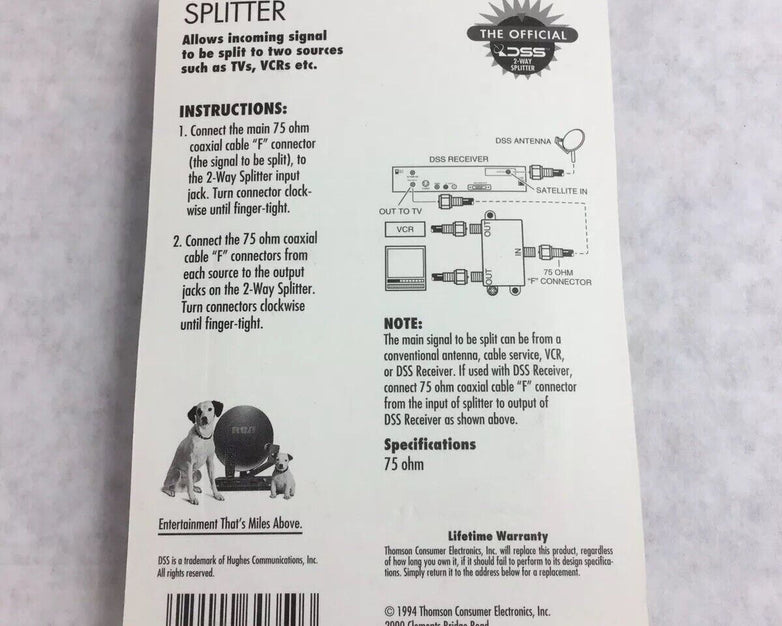 SPLITTER
Allows incoming signal
to be split to two sources
such as TVs, VCRs etc.
THE OFFICIAL
DSS
2-WAY
SPLITTER
INSTRUCTIONS:
1. Connect the main 75 ohm
coaxial cable "F" connector
(the signal to be split), to
the 2-Way Splitter input
jack. Turn connector clock-
wise until finger-tight.
2. Connect the 75 ohm coaxial
cable "F" connectors from
each source to the output
jacks on the 2-Way Splitter.
Turn connectors clockwise
until finger-tight.
DSS ANTENNA
DSS RECEIVER
SATELLITE IN
OUT TO TV
VCR
OUT
IN
OUT
75 OHM
"F" CONNECTOR
NOTE:
The main signal to be split can be from a
conventional antenna, cable service, VCR,
or DSS Receiver. If used with DSS Receiver,
connect 75 ohm coaxial cable "F" connector
from the input of splitter to output of
DSS Receiver as shown above.
Specifications
75 ohm
RCA
Entertainment That's Miles Above.
DSS is a trademark of Hughes Communications, Inc.
All rights reserved.
Lifetime Warranty
Thomson Consumer Electronics, Inc. will replace this product, regardless
of how long you own it, if it should fail to perform to its design specifica-
tions. Simply return it to the address below for a replacement.
© 1994 Thomson Consumer Electronics, Inc.
2000 Clements Bridge Road